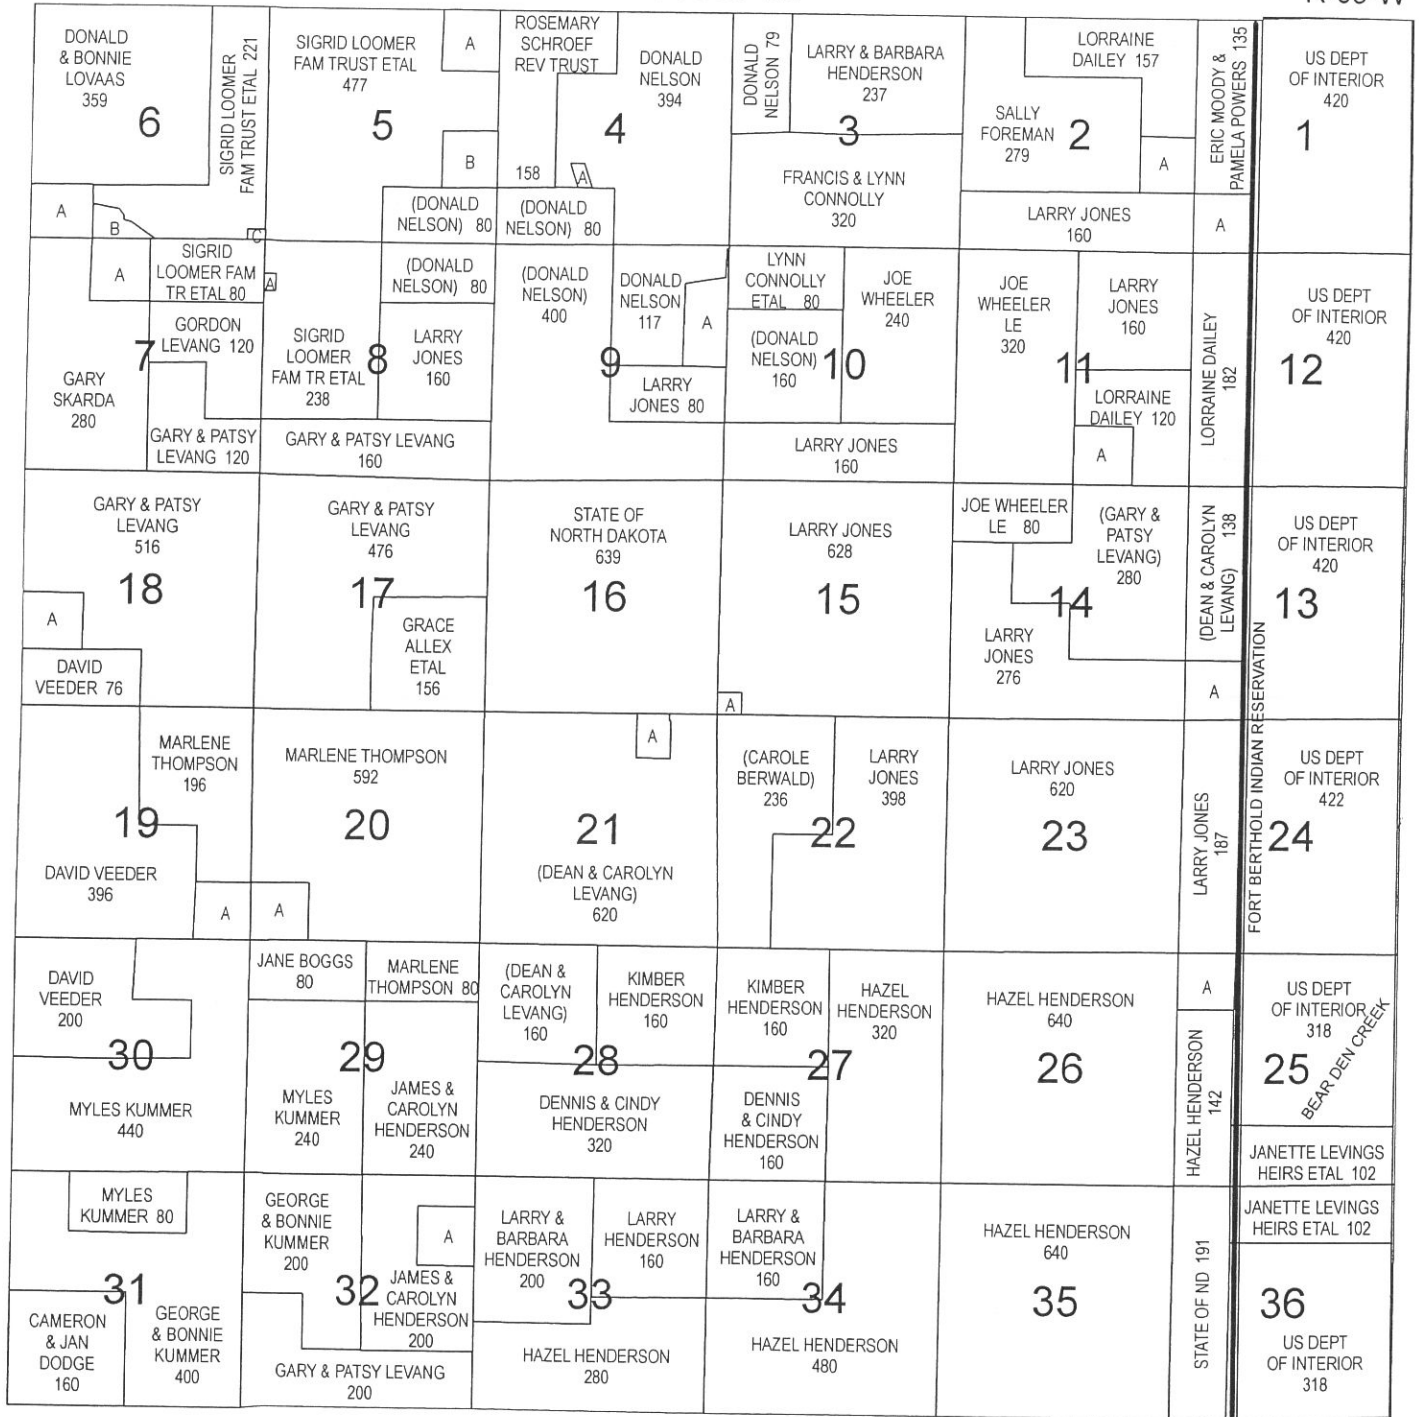 DONALD
& BONNIE
LOVAAS
359
6
SIGRID LOOMER
FAM TRUST ETAL 221
A
B
C
SIGRID LOOMER
FAM TRUST ETAL
477
5
A
B
(DONALD
NELSON) 80
ROSEMARY
SCHROEF
REV TRUST
158
DONALD
NELSON
394
4
A
(DONALD
NELSON) 80
DONALD
NELSON 79
LARRY & BARBARA
HENDERSON
237
3
FRANCIS & LYNN
CONNOLLY
320
LORRAINE
DAILEY 157
SALLY
FOREMAN
279
2
A
LARRY JONES
160
ERIC MOODY &
PAMELA POWERS 135
A
US DEPT
OF INTERIOR
420
1
A
SIGRID
LOOMER FAM
TR ETAL 80
GORDON
LEVANG 120
7
GARY
SKARDA
280
GARY & PATSY
LEVANG 120
A
(DONALD
NELSON) 80
SIGRID
LOOMER
FAM TR ETAL
238
8
LARRY
JONES
160
GARY & PATSY LEVANG
160
(DONALD
NELSON)
400
DONALD
NELSON
117
A
9
LARRY
JONES 80
LYNN
CONNOLLY
ETAL 80
JOE
WHEELER
240
(DONALD
NELSON)
160
10
LARRY JONES
160
JOE
WHEELER
LE
320
LARRY
JONES
160
11
LORRAINE
DAILEY 120
A
LORRAINE DAILEY
182
US DEPT
OF INTERIOR
420
12
GARY & PATSY
LEVANG
516
18
A
DAVID
VEEDER 76
GARY & PATSY
LEVANG
476
17
GRACE
ALLEX
ETAL
156
STATE OF
NORTH DAKOTA
639
16
LARRY JONES
628
15
A
JOE WHEELER
LE 80
(GARY &
PATSY
LEVANG)
280
14
LARRY
JONES
276
(DEAN & CAROLYN
LEVANG) 138
A
US DEPT
OF INTERIOR
420
13
FORT BERTHOLD INDIAN RESERVATION
MARLENE
THOMPSON
196
19
DAVID VEEDER
396
A
MARLENE THOMPSON
592
20
A
A
21
(DEAN & CAROLYN
LEVANG)
620
(CAROLE
BERWALD)
236
LARRY
JONES
398
22
LARRY JONES
620
23
LARRY JONES
187
US DEPT
OF INTERIOR
422
24
DAVID
VEEDER
200
30
MYLES KUMMER
440
JANE BOGGS
80
MARLENE
THOMPSON 80
29
MYLES
KUMMER
240
JAMES &
CAROLYN
HENDERSON
240
(DEAN &
CAROLYN
LEVANG)
160
KIMBER
HENDERSON
160
28
DENNIS & CINDY
HENDERSON
320
KIMBER
HENDERSON
160
HAZEL
HENDERSON
320
27
DENNIS
& CINDY
HENDERSON
160
HAZEL HENDERSON
640
26
A
HAZEL HENDERSON
142
US DEPT
OF INTERIOR
318
25
BEAR DEN CREEK
JANETTE LEVINGS
HEIRS ETAL 102
MYLES
KUMMER 80
31
CAMERON
& JAN
DODGE
160
GEORGE
& BONNIE
KUMMER
400
GEORGE
& BONNIE
KUMMER
200
A
32
JAMES &
CAROLYN
HENDERSON
200
GARY & PATSY LEVANG
200
LARRY &
BARBARA
HENDERSON
200
LARRY
HENDERSON
160
33
HAZEL HENDERSON
280
LARRY &
BARBARA
HENDERSON
160
34
HAZEL HENDERSON
480
HAZEL HENDERSON
640
35
STATE OF ND 191
JANETTE LEVINGS
HEIRS ETAL 102
36
US DEPT
OF INTERIOR
318